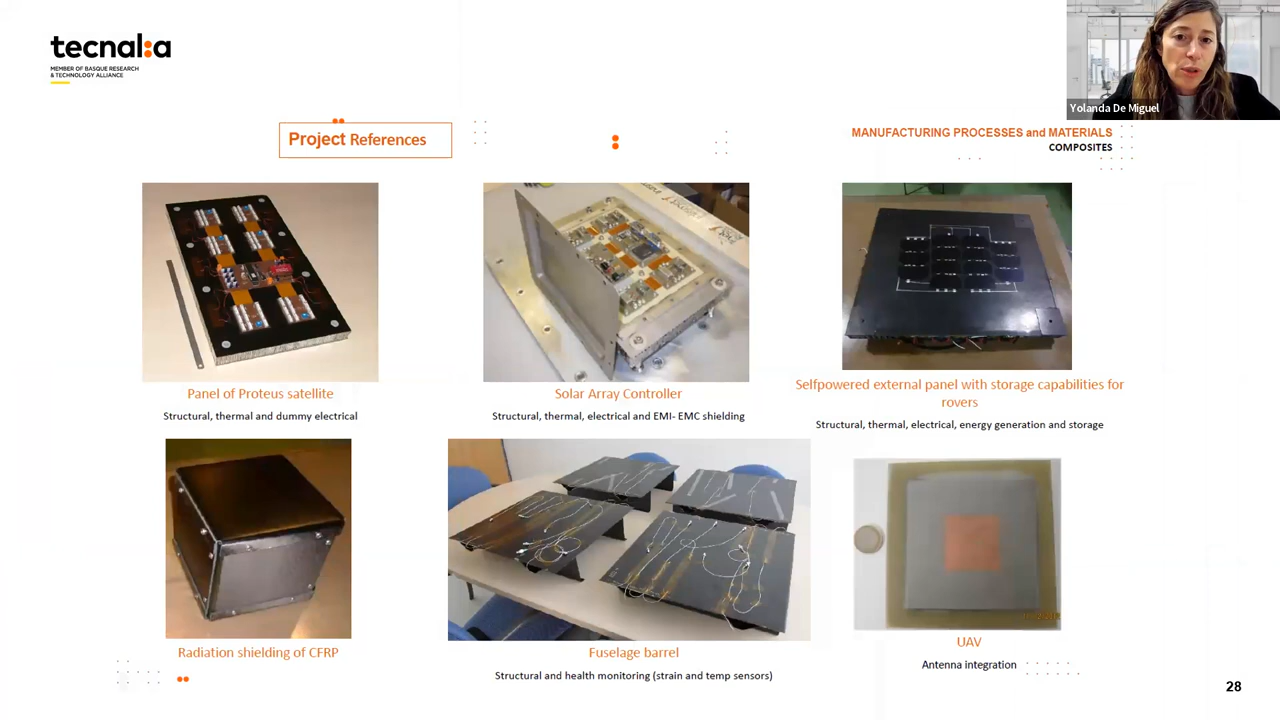 tecnal:a
MEMBER OF BASQUE RESEARCH
& TECHNOLOGY ALLIANCE
Yolanda De Miguel
Project References
MANUFACTURING PROCESSES and MATERIALS
COMPOSITES
Panel of Proteus satellite
Structural, thermal and dummy electrical
Solar Array Controller
Structural, thermal, electrical and EMI- EMC shielding
Selfpowered external panel with storage capabilities for
rovers
Structural, thermal, electrical, energy generation and storage
Radiation shielding of CFRP
Fuselage barrel
Structural and health monitoring (strain and temp sensors)
UAV
Antenna integration
28